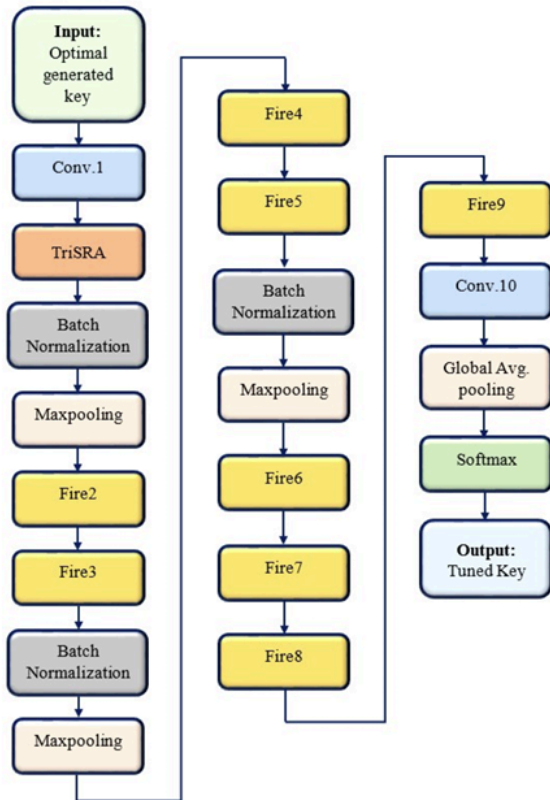 Input:
Optimal
generated
key
Conv.1
TriSRA
Batch
Normalization
Maxpooling
Fire2
Fire3
Batch
Normalization
Maxpooling
Fire4
Fire5
Batch
Normalization
Maxpooling
Fire6
Fire7
Fire8
Fire9
Conv.10
Global Avg.
pooling
Softmax
Output:
Tuned Key